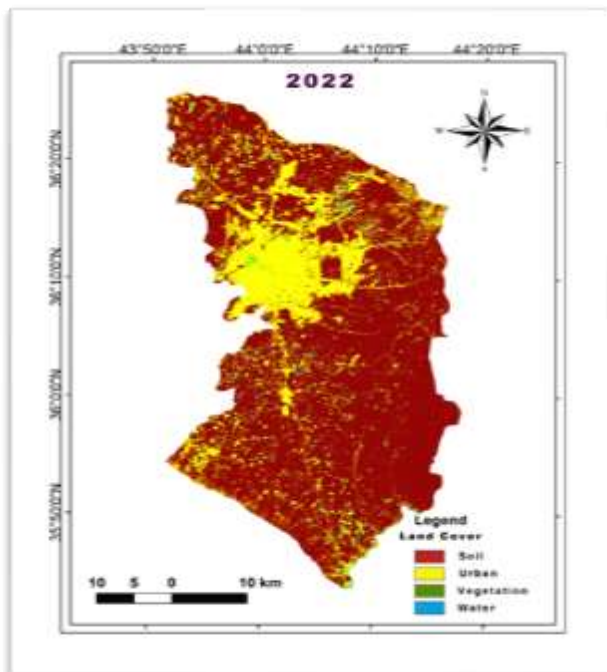 43°50'0"E 44°0'0"E 44°10'0"E 44°20'0"E
2022
N
W E
S
36°20'0"N
36°10'0"N
36°0'0"N
35°50'0"N
Legend
Land Cover
Soil
Urban
Vegetation
Water
10 5 0 10 km